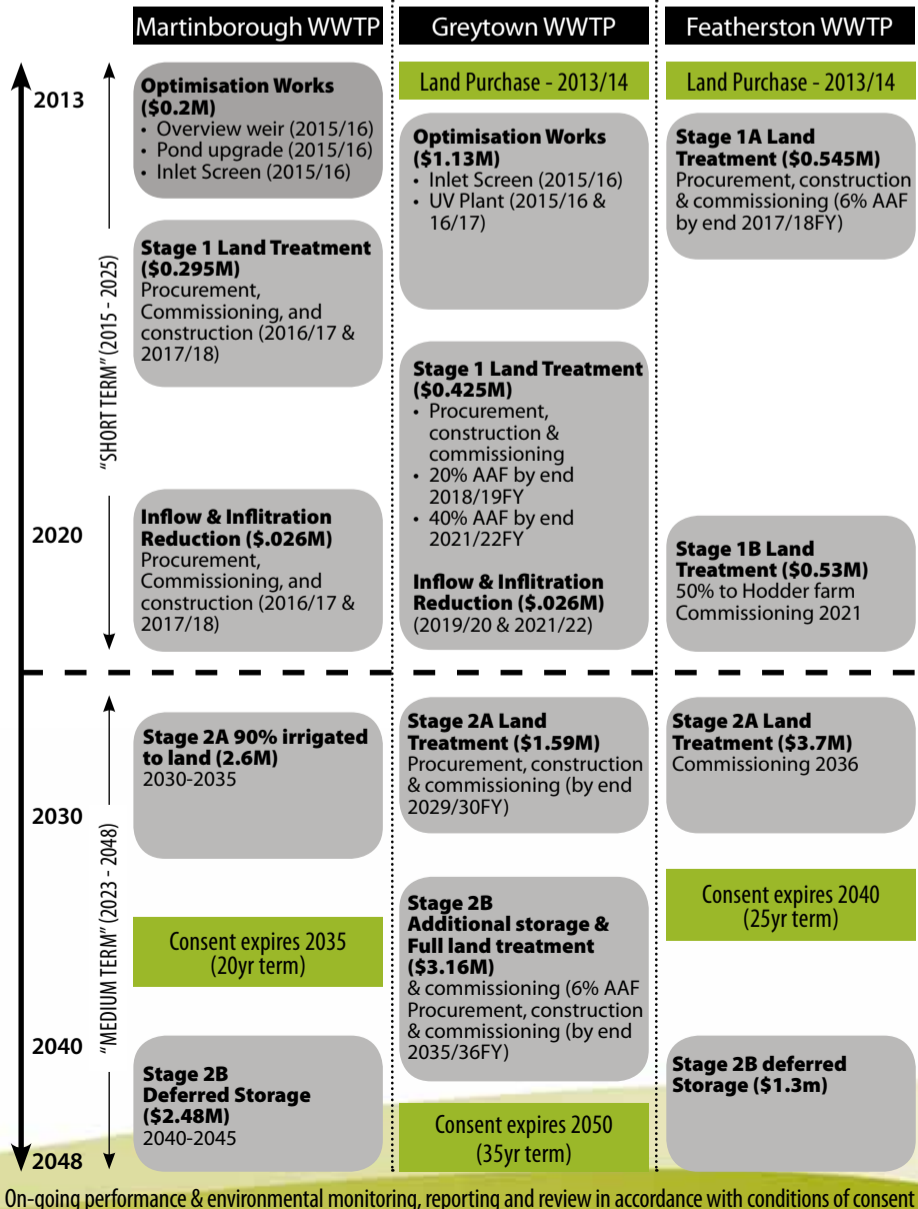 Martinborough WWTP
Greytown WWTP
Featherston WWTP
2013
2020
2030
2040
2048
"SHORT TERM" (2015 - 2025)
"MEDIUM TERM" (2023 - 2048)
Optimisation Works
($0.2M)
• Overview weir (2015/16)
• Pond upgrade (2015/16)
• Inlet Screen (2015/16)
Stage 1 Land Treatment
($0.295M)
Procurement,
Commissioning, and
construction (2016/17 &
2017/18)
Inflow & Inflitration
Reduction ($.026M)
Procurement,
Commissioning, and
construction (2016/17 &
2017/18)
Stage 2A 90% irrigated
to land (2.6M)
2030-2035
Consent expires 2035
(20yr term)
Stage 2B
Deferred Storage
($2.48M)
2040-2045
Land Purchase - 2013/14
Optimisation Works
($1.13M)
• Inlet Screen (2015/16)
• UV Plant (2015/16 &
16/17)
Stage 1 Land Treatment
($0.425M)
• Procurement,
construction &
commissioning
• 20% AAF by end
2018/19FY
• 40% AAF by end
2021/22FY
Inflow & Inflitration
Reduction ($.026M)
(2019/20 & 2021/22)
Stage 2A Land
Treatment ($1.59M)
Procurement, construction
& commissioning (by end
2029/30FY)
Stage 2B
Additional storage &
Full land treatment
($3.16M)
& commissioning (6% AAF
Procurement, construction
& commissioning (by end
2035/36FY)
Consent expires 2050
(35yr term)
Land Purchase - 2013/14
Stage 1A Land
Treatment ($0.545M)
Procurement, construction
& commissioning (6% AAF
by end 2017/18FY)
Stage 1B Land
Treatment ($0.53M)
50% to Hodder farm
Commissioning 2021
Stage 2A Land
Treatment ($3.7M)
Commissioning 2036
Consent expires 2040
(25yr term)
Stage 2B deferred
Storage ($1.3m)
On-going performance & environmental monitoring, reporting and review in accordance with conditions of consent